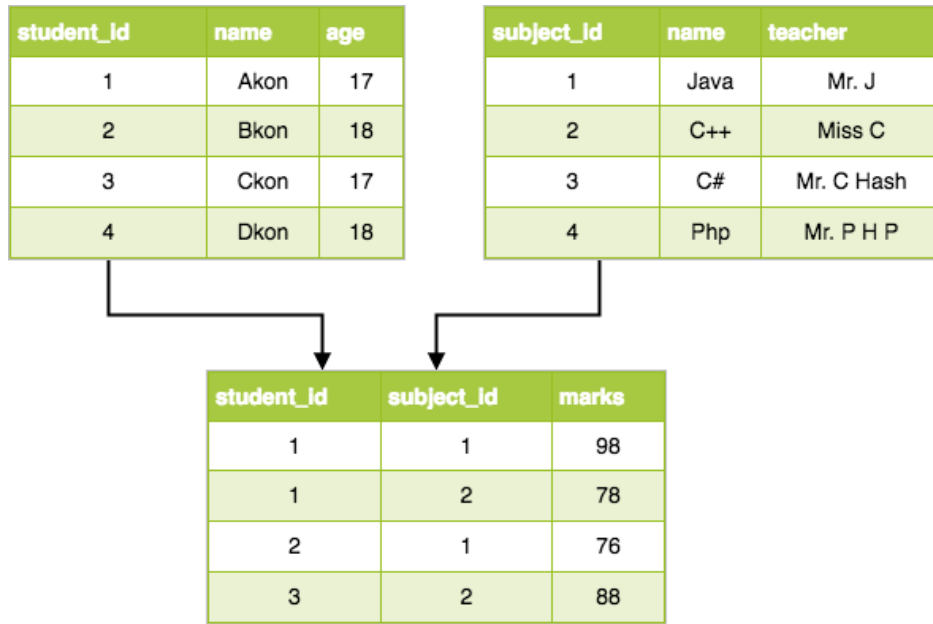 student_id name age
1 Akon 17
2 Bkon 18
3 Ckon 17
4 Dkon 18
subject_id name teacher
1 Java Mr. J
2 C++ Miss C
3 C# Mr. C Hash
4 Php Mr. P H P
student_id subject_id marks
1 1 98
1 2 78
2 1 76
3 2 88